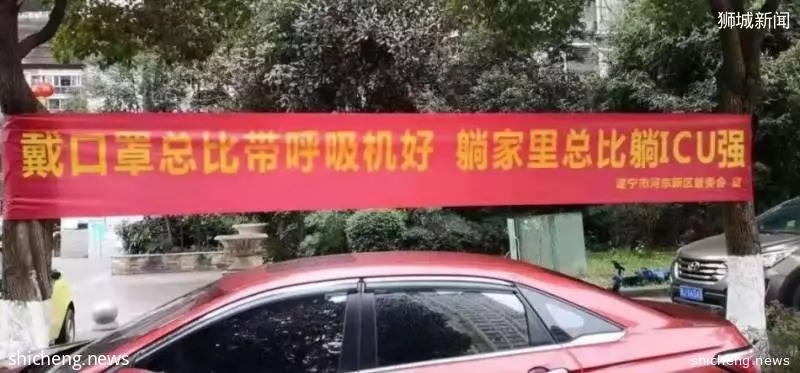 狮城新闻
戴口罩总比带呼吸机好 躺家里总比躺ICU强
遂宁市河东新区管委会 宣
shicheng.news
shicheng.news